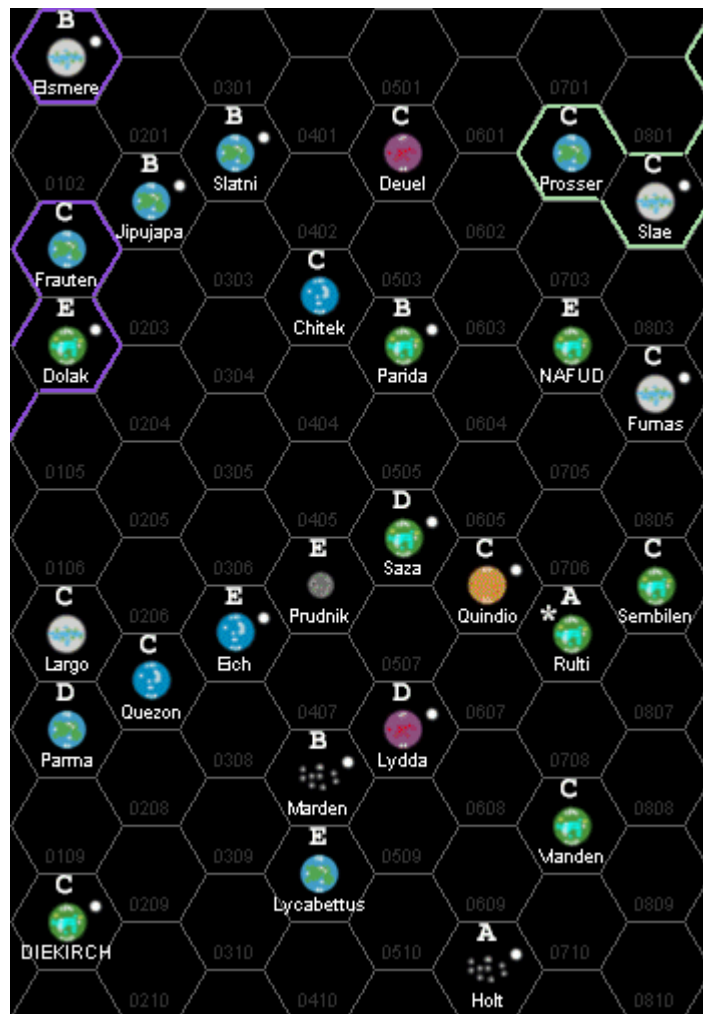 B
Elsmere
0301
0501
0701
B
C
C
0201
0401
0601
0801
B
C
Slatni
Deuel
Prosser
0102
C
Jipujapa
Slae
0402
0602
C
Frauten
0303
0503
0703
E
B
E
Chitek
0203
0603
0803
C
Dolak
0304
Parida
NAFUD
0204
0404
0604
Furnas
0105
0305
0505
0705
D
0205
0405
0605
0805
E
C
C
0106
0306
Saza
0706
C
E
* A
0206
Prudnik
Quindio
Sembilen
Largo
Eich
0507
Rulti
D
D
Quezon
0407
0607
0807
B
Parma
0308
Lydda
0708
C
0208
Marden
0608
0808
E
0109
0309
0509
Vianden
C
0209
Lycabettus
0609
0809
A
DIEKIRCH
0310
0510
0710
0210
0410
Holt
0810